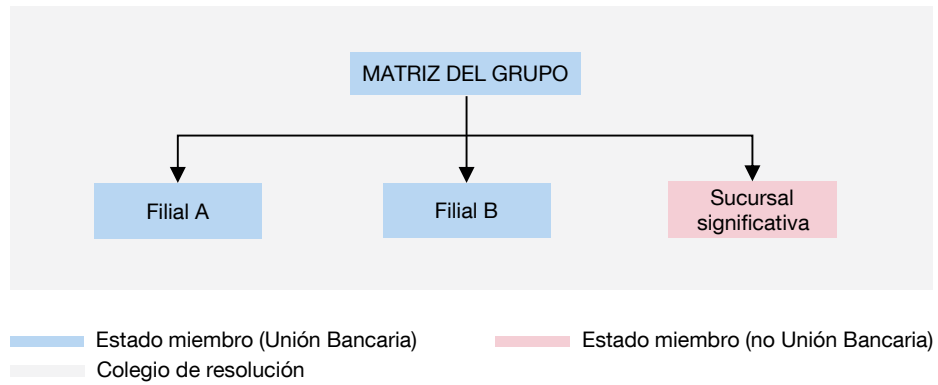 MATRIZ DEL GRUPO
Filial A
Filial B
Sucursal
significativa
Estado miembro (Unión Bancaria)
Estado miembro (no Unión Bancaria)
Colegio de resolución